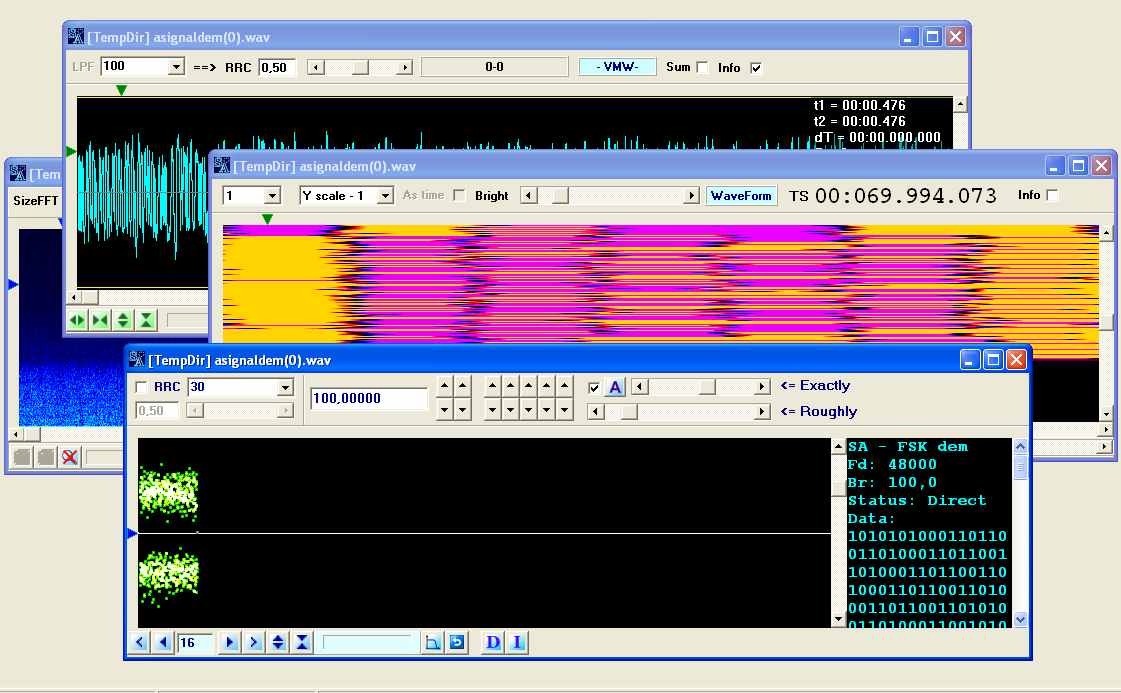 [TempDir] asignaldem(0).wav
LPF 100 ==> RRC 0,50 0-0 - VMW- Sum Info
t1 = 00:00.476
t2 = 00:00.476
dT = 00:00.000,000
[Tem
SizeFFT
[TempDir] asignaldem(0).wav
1 Y scale - 1 As time Bright WaveForm TS 00:069.994.073 Info
[TempDir] asignaldem(0).wav
RRC 30 100,00000 A <= Exactly
0,50 <= Roughly
SA - FSK dem
Fd: 48000
Br: 100,0
Status: Direct
Data:
1010101000110110
0110100011011001
1010001101100110
1000110110011010
0011011001101010
0110100011001010
16 D I